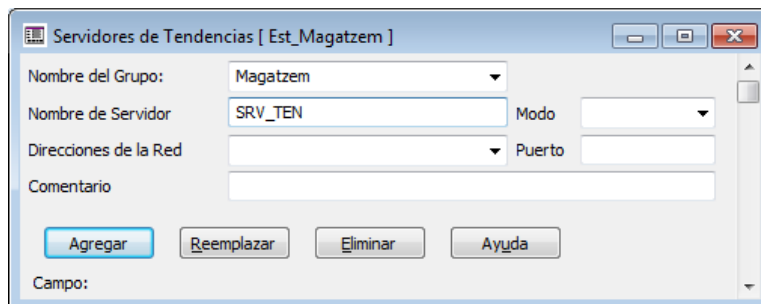 Servidores de Tendencias [ Est_Magatzem ]
Nombre del Grupo: Magatzem
Nombre de Servidor SRV_TEN Modo
Direcciones de la Red Puerto
Comentario
Agregar Reemplazar Eliminar Ayuda
Campo: